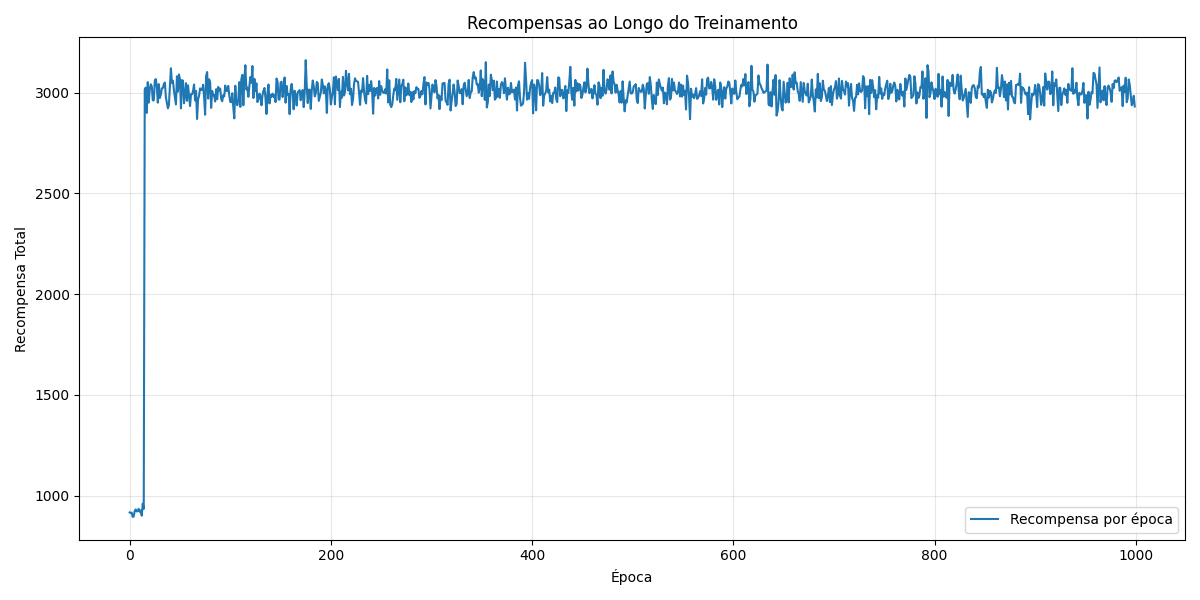 Recompensas ao Longo do Treinamento
3000
2500
2000
1500
1000
Recompensa Total
Recompensa por época
0 200 400 600 800 1000
Época